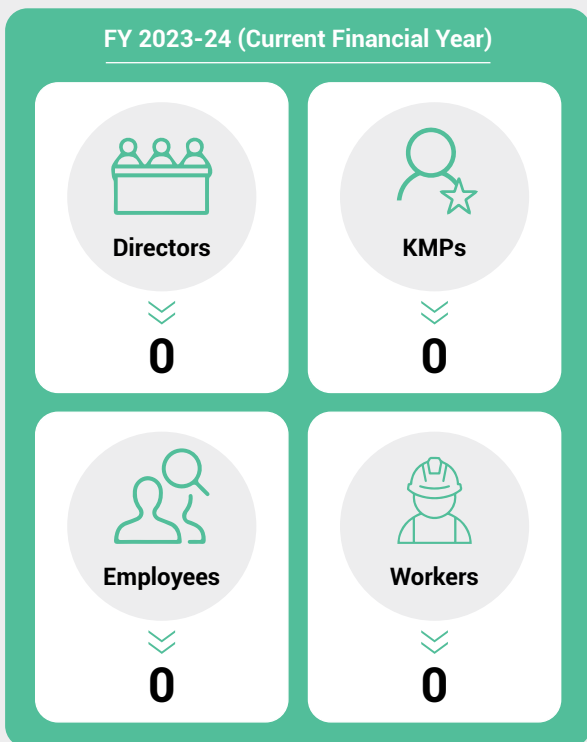 FY 2023-24 (Current Financial Year)
Directors
0
KMPs
0
Employees
0
Workers
0